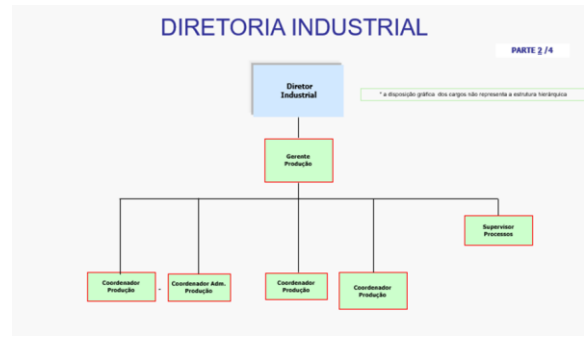 DIRETORIA INDUSTRIAL
PARTE 2 /4
Diretor
Industrial
* a disposição gráfica dos cargos não representa a estrutura hierárquica
Gerente
Produção
Supervisor
Processos
Coordenador
Produção
-
Coordenador Adm.
Produção
Coordenador
Produção
Coordenador
Produção